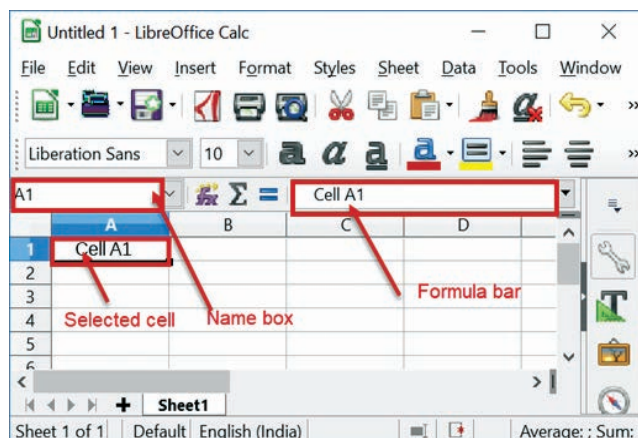 Untitled 1 - LibreOffice Calc
File Edit View Insert Format Styles Sheet Data Tools Window
Liberation Sans 10 a a a a
A1 Σ = Cell A1
A B C D
1 Cell A1
2
3
Selected cell Name box Formula bar
4
5
6
Sheet1
Sheet 1 of 1 Default English (India) Average: ; Sum: